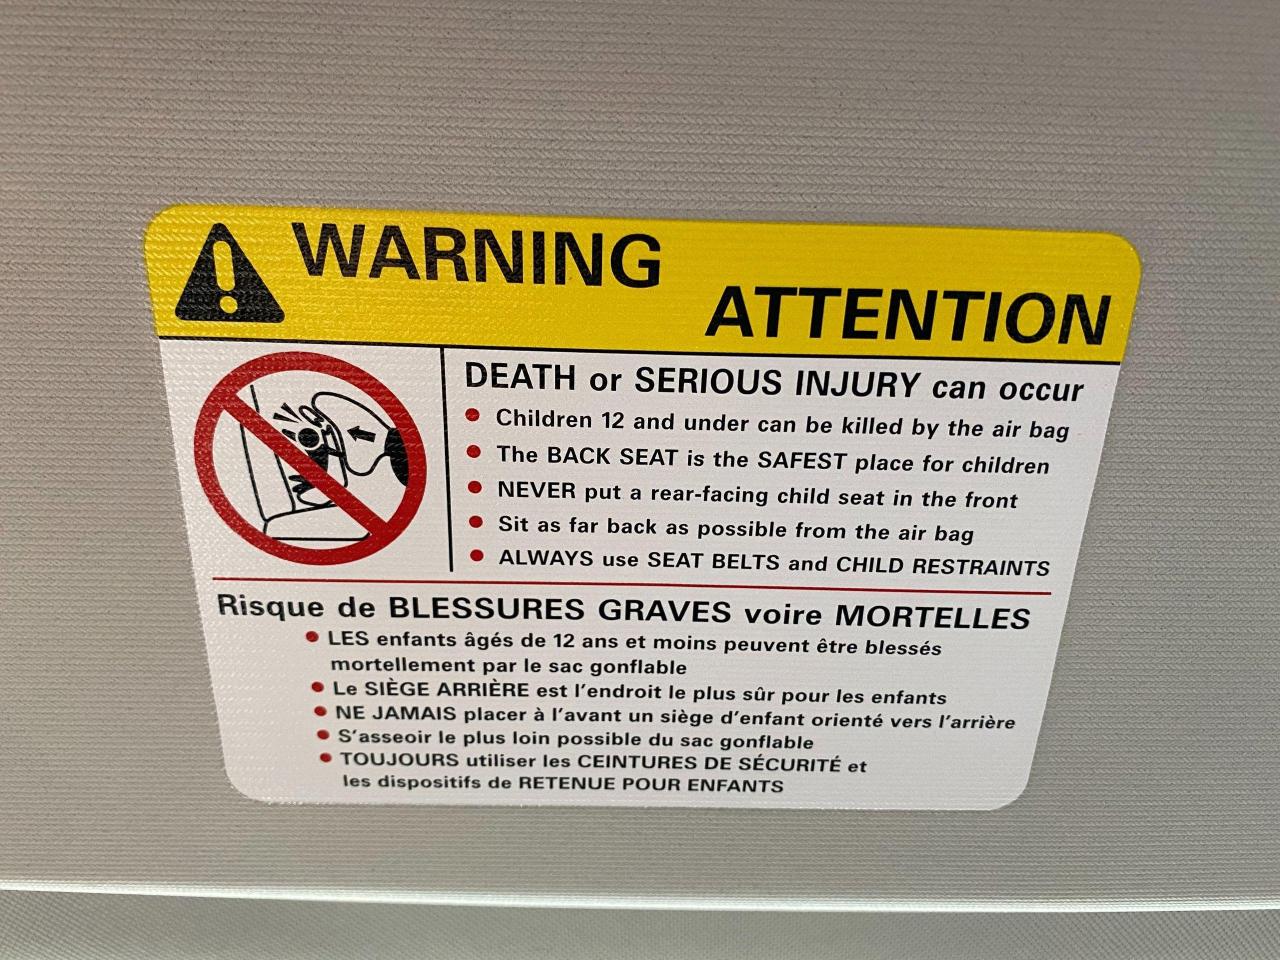 WARNING
ATTENTION
DEATH or SERIOUS INJURY can occur
Children 12 and under can be killed by the air bag
The BACK SEAT is the SAFEST place for children
NEVER put a rear-facing child seat in the front
Sit as far back as possible from the air bag
ALWAYS use SEAT BELTS and CHILD RESTRAINTS
Risque de BLESSURES GRAVES voire MORTELLES
LES enfants âgés de 12 ans et moins peuvent être blessés
mortellement par le sac gonflable
Le SIÈGE ARRIÈRE est l'endroit le plus sûr pour les enfants
NE JAMAIS placer à l'avant un siège d'enfant orienté vers l'arrière
S'asseoir le plus loin possible du sac gonflable
TOUJOURS utiliser les CEINTURES DE SÉCURITÉ et
les dispositifs de RETENUE POUR ENFANTS